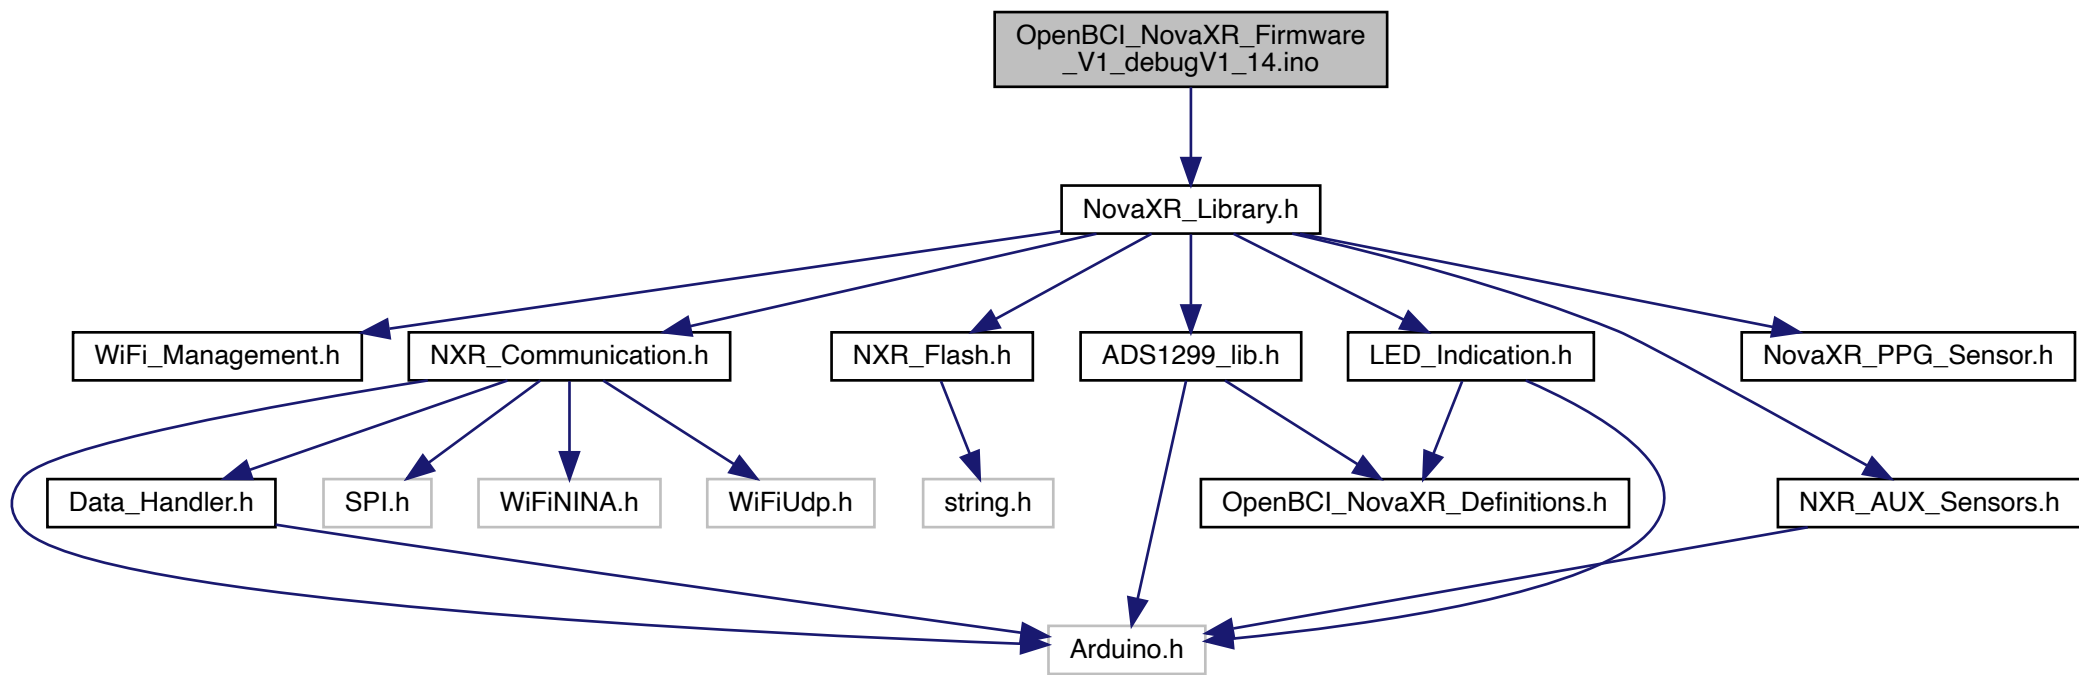 OpenBCI_NovaXR_Firmware
_V1_debugV1_14.ino
NovaXR_Library.h
WiFi_Management.h
NXR_Communication.h
NXR_Flash.h
ADS1299_lib.h
LED_Indication.h
NovaXR_PPG_Sensor.h
Data_Handler.h
SPI.h
WiFiNINA.h
WiFiUdp.h
string.h
OpenBCI_NovaXR_Definitions.h
NXR_AUX_Sensors.h
Arduino.h